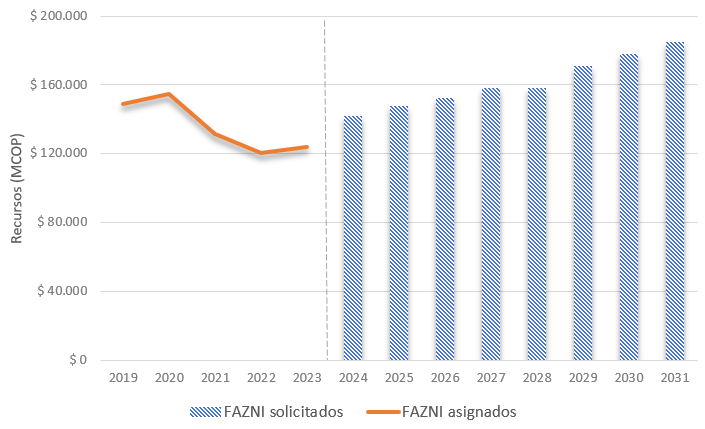 Recursos (MCOP)
$ 200.000
$ 160.000
$ 120.000
$ 80.000
$ 40.000
$ 0
2019 2020 2021 2022 2023 2024 2025 2026 2027 2028 2029 2030 2031
FAZNI solicitados FAZNI asignados